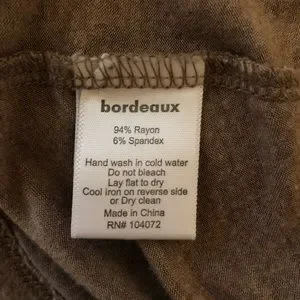 bordeaux
94% Rayon
6% Spandex
Hand wash in cold water
Do not bleach
Lay flat to dry
Cool iron on reverse side
or Dry clean
Made in China
RN# 104072